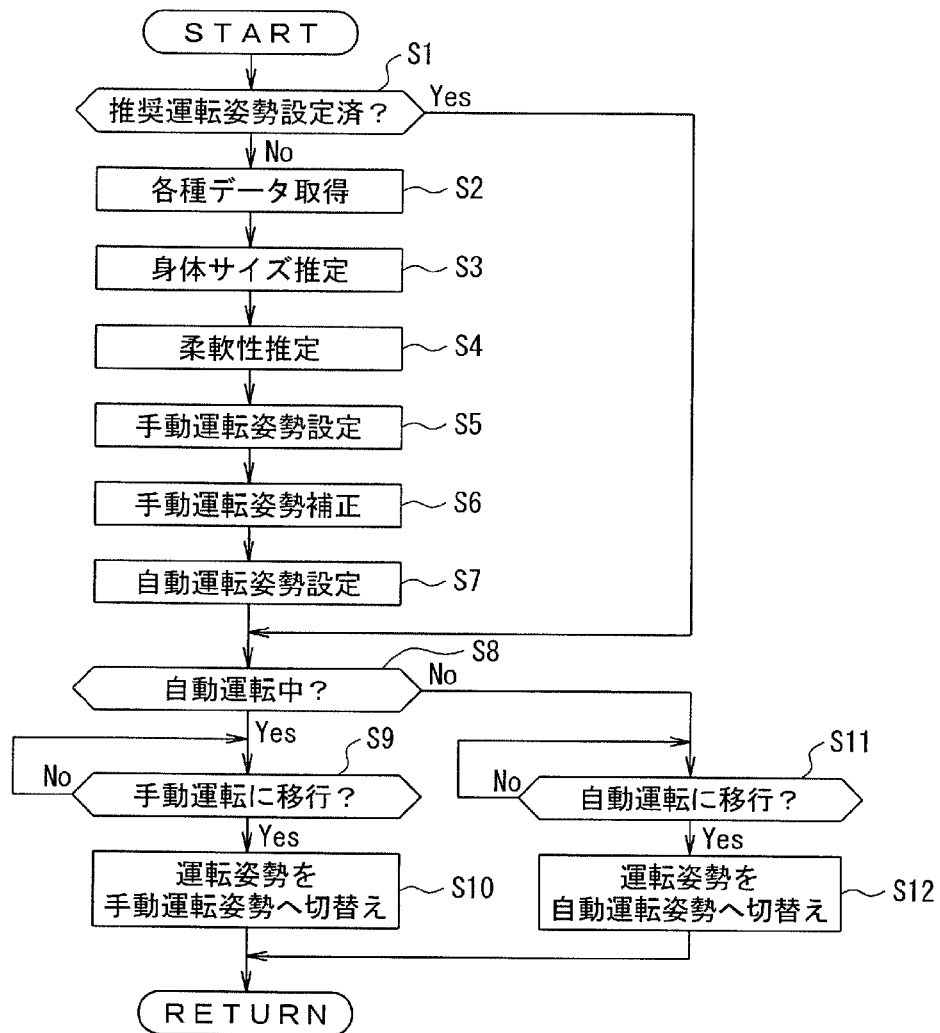 START
S1
推奨運転姿勢設定済？
Yes
No
各種データ取得
S2
身体サイズ推定
S3
柔軟性推定
S4
手動運転姿勢設定
S5
手動運転姿勢補正
S6
自動運転姿勢設定
S7
S8
自動運転中？
No
Yes
S9
No
手動運転に移行？
Yes
S11
No
自動運転に移行？
Yes
運転姿勢を
手動運転姿勢へ切替え
S10
運転姿勢を
自動運転姿勢へ切替え
S12
RETURN